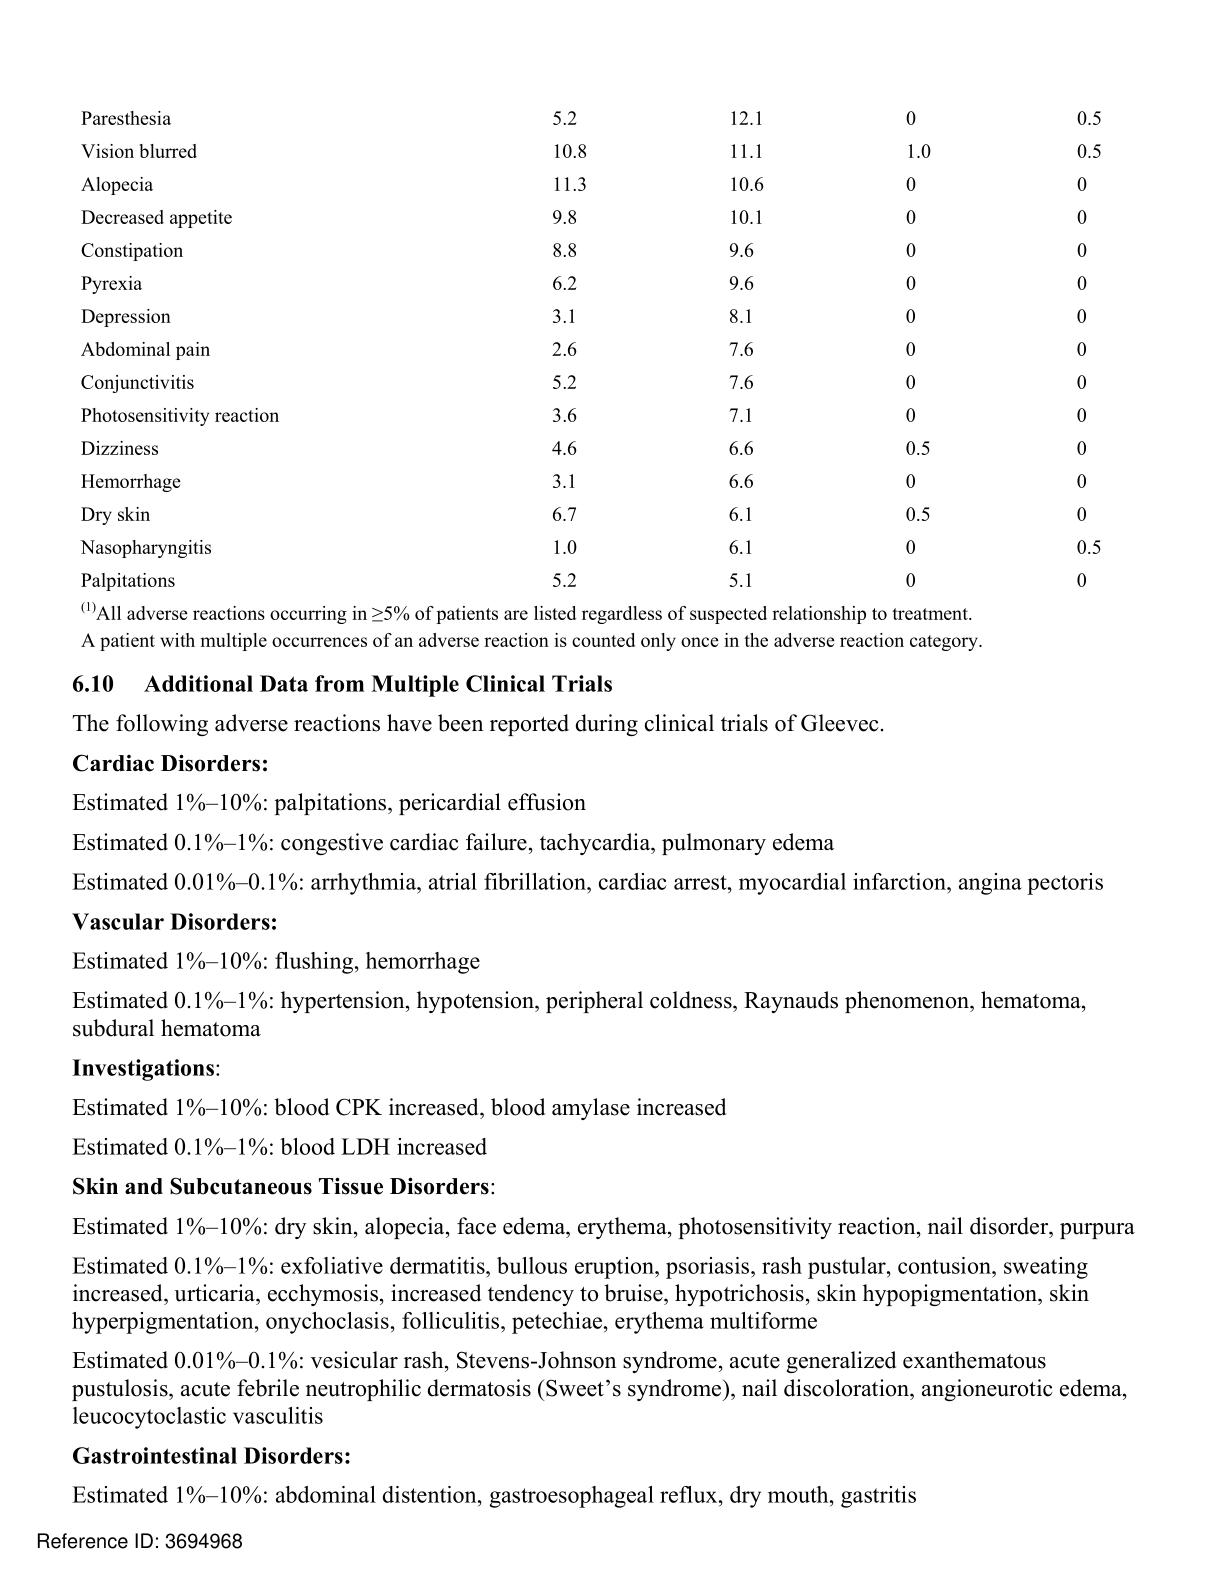 Paresthesia 5.2 12.1 0 0.5
Vision blurred 10.8 11.1 1.0 0.5
Alopecia 11.3 10.6 0 0
Decreased appetite 9.8 10.1 0 0
Constipation 8.8 9.6 0 0
Pyrexia 6.2 9.6 0 0
Depression 3.1 8.1 0 0
Abdominal pain 2.6 7.6 0 0
Conjunctivitis 5.2 7.6 0 0
Photosensitivity reaction 3.6 7.1 0 0
Dizziness 4.6 6.6 0.5 0
Hemorrhage 3.1 6.6 0 0
Dry skin 6.7 6.1 0.5 0
Nasopharyngitis 1.0 6.1 0 0.5
Palpitations 5.2 5.1 0 0
(1)All adverse reactions occurring in ≥5% of patients are listed regardless of suspected relationship to treatment.
A patient with multiple occurrences of an adverse reaction is counted only once in the adverse reaction category.
6.10 Additional Data from Multiple Clinical Trials
The following adverse reactions have been reported during clinical trials of Gleevec.
Cardiac Disorders:
Estimated 1%–10%: palpitations, pericardial effusion
Estimated 0.1%–1%: congestive cardiac failure, tachycardia, pulmonary edema
Estimated 0.01%–0.1%: arrhythmia, atrial fibrillation, cardiac arrest, myocardial infarction, angina pectoris
Vascular Disorders:
Estimated 1%–10%: flushing, hemorrhage
Estimated 0.1%–1%: hypertension, hypotension, peripheral coldness, Raynauds phenomenon, hematoma,
subdural hematoma
Investigations:
Estimated 1%–10%: blood CPK increased, blood amylase increased
Estimated 0.1%–1%: blood LDH increased
Skin and Subcutaneous Tissue Disorders:
Estimated 1%–10%: dry skin, alopecia, face edema, erythema, photosensitivity reaction, nail disorder, purpura
Estimated 0.1%–1%: exfoliative dermatitis, bullous eruption, psoriasis, rash pustular, contusion, sweating
increased, urticaria, ecchymosis, increased tendency to bruise, hypotrichosis, skin hypopigmentation, skin
hyperpigmentation, onychoclasis, folliculitis, petechiae, erythema multiforme
Estimated 0.01%–0.1%: vesicular rash, Stevens-Johnson syndrome, acute generalized exanthematous
pustulosis, acute febrile neutrophilic dermatosis (Sweet’s syndrome), nail discoloration, angioneurotic edema,
leucocytoclastic vasculitis
Gastrointestinal Disorders:
Estimated 1%–10%: abdominal distention, gastroesophageal reflux, dry mouth, gastritis
Reference ID: 3694968